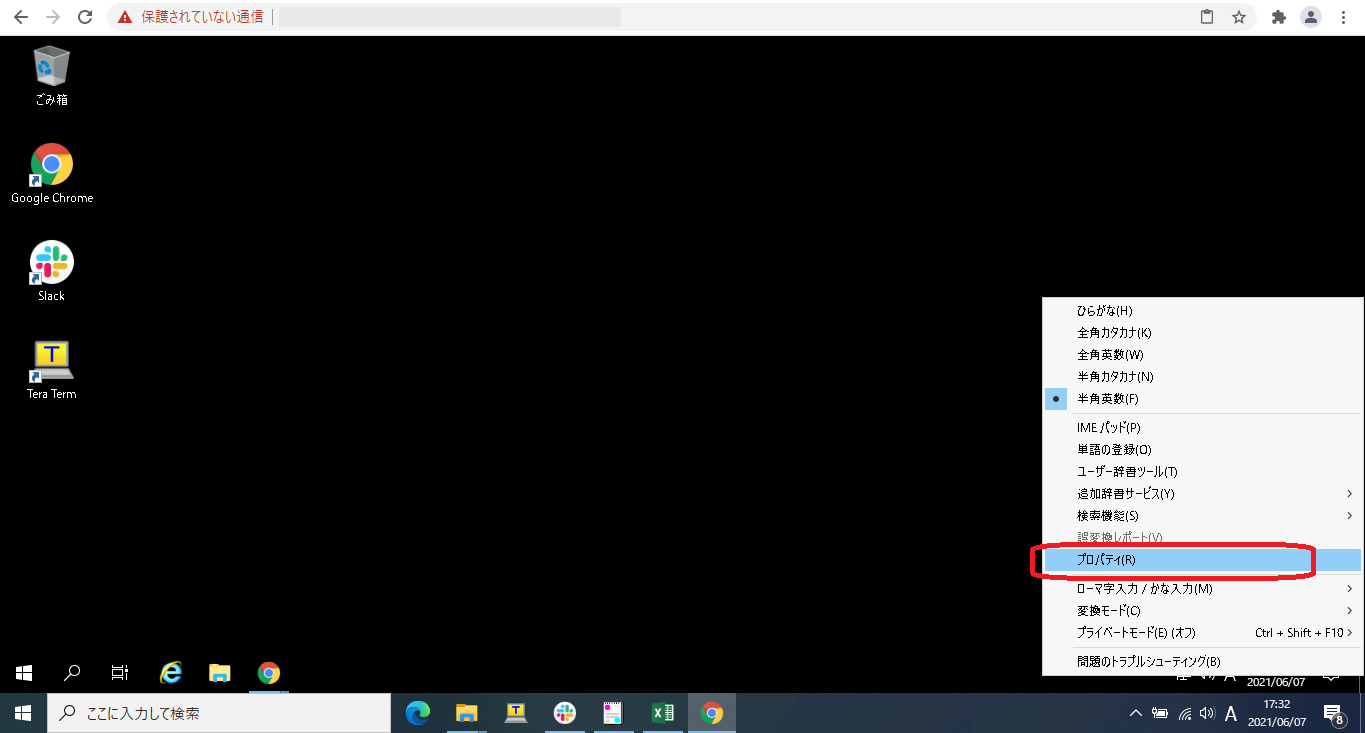 保護されていない通信
ごみ箱
Google Chrome
Slack
Tera Term
ひらがな(H)
全角カタカナ(K)
全角英数(W)
半角カタカナ(N)
半角英数(F)
IME パッド(P)
単語の登録(O)
ユーザー辞書ツール(T)
追加辞書サービス(Y)
検索機能(S)
誤変換レポート(V)
プロパティ(R)
ローマ字入力 / かな入力(M)
変換モード(C)
プライベートモード(E) (オフ) Ctrl + Shift + F10
問題のトラブルシューティング(B)
2021/06/07
ここに入力して検索
A
17:32
2021/06/07
8